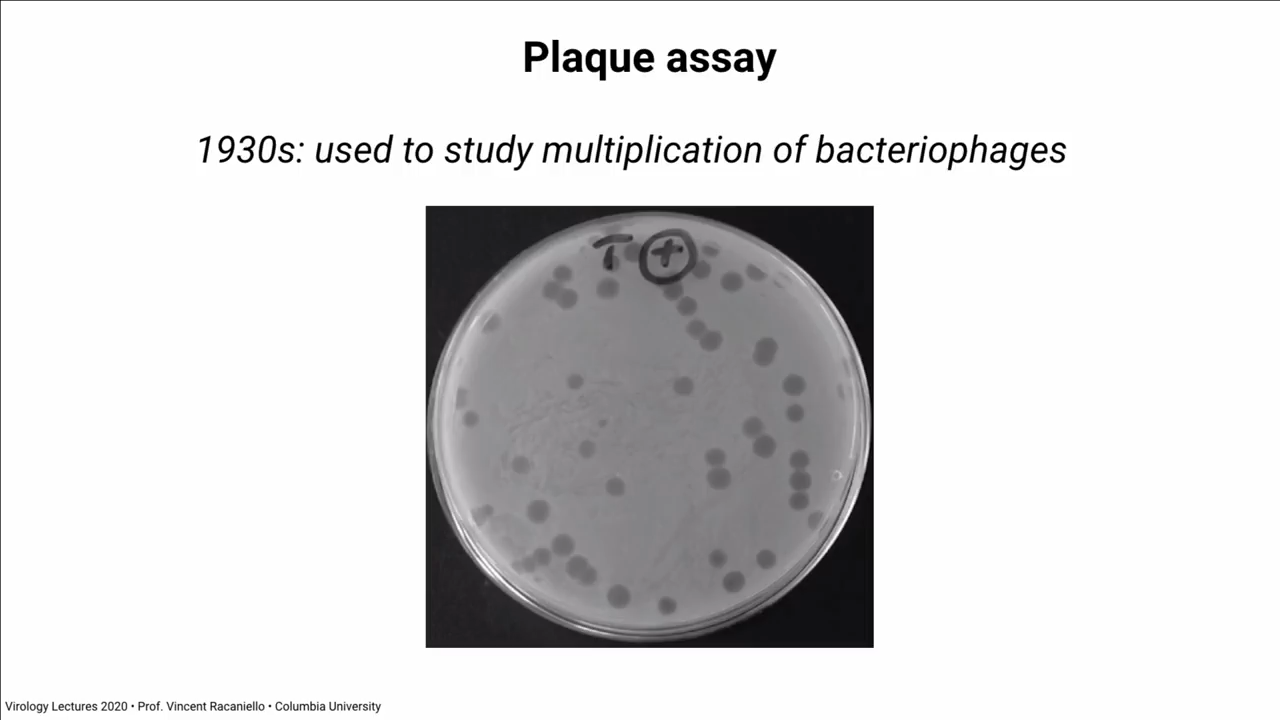 Plaque assay
1930s: used to study multiplication of bacteriophages
T +
Virology Lectures 2020 • Prof. Vincent Racaniello • Columbia University